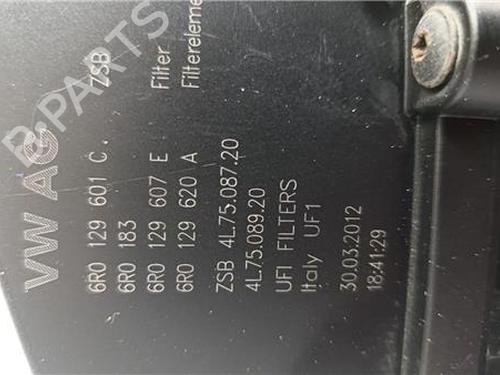 VW AG
6R0 129 601 C. ZSB
6R0 183
6R0 129 607 E Filter
6R0 129 620 A Filterelement
ZSB 4L.75.087.20
4L.75.089.20
UFI FILTERS
Italy UF1
30.03.2012
18:41:29
B-PARTS